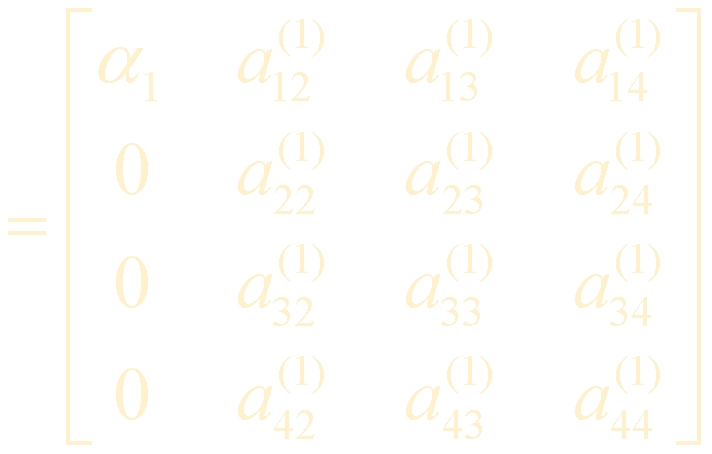 = [ α₁ a₁₂⁽¹⁾ a₁₃⁽¹⁾ a₁₄⁽¹⁾
0 a₂₂⁽¹⁾ a₂₃⁽¹⁾ a₂₄⁽¹⁾
0 a₃₂⁽¹⁾ a₃₃⁽¹⁾ a₃₄⁽¹⁾
0 a₄₂⁽¹⁾ a₄₃⁽¹⁾ a₄₄⁽¹⁾ ]